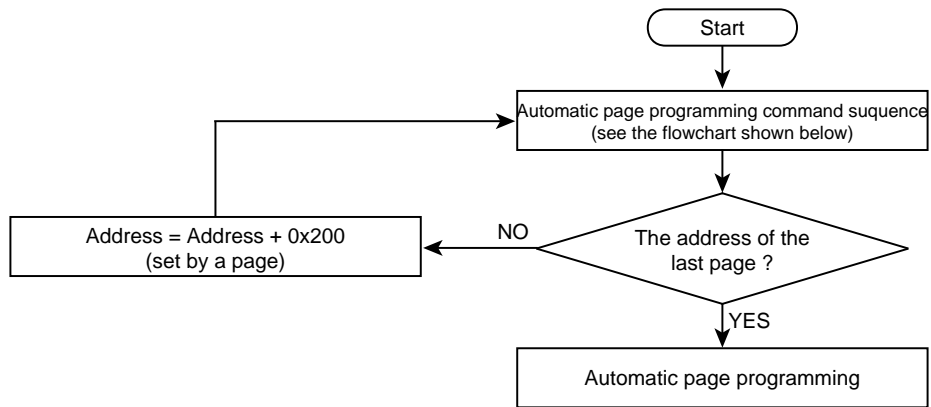 Start
Automatic page programming command suquence
(see the flowchart shown below)
Address = Address + 0x200
(set by a page)
NO
The address of the
last page ?
YES
Automatic page programming